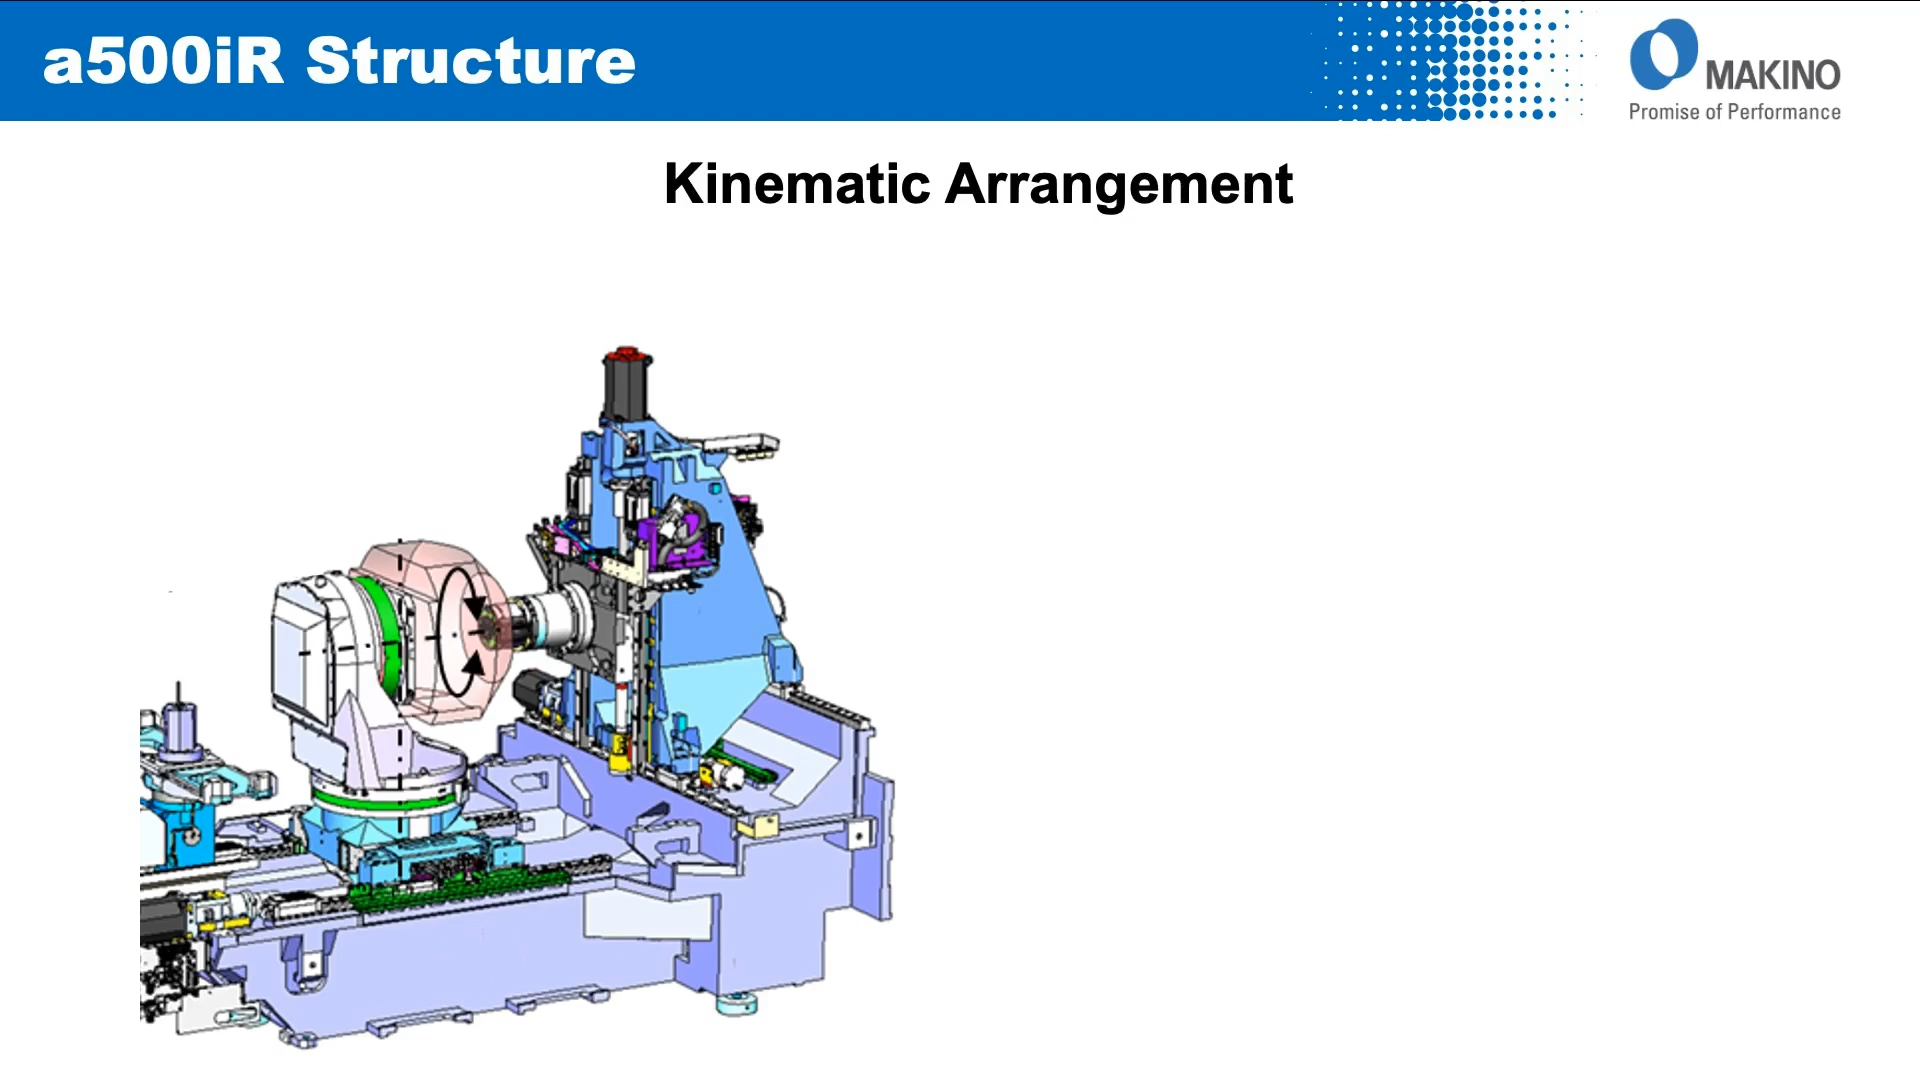 a500iR Structure
MAKINO
Promise of Performance
Kinematic Arrangement